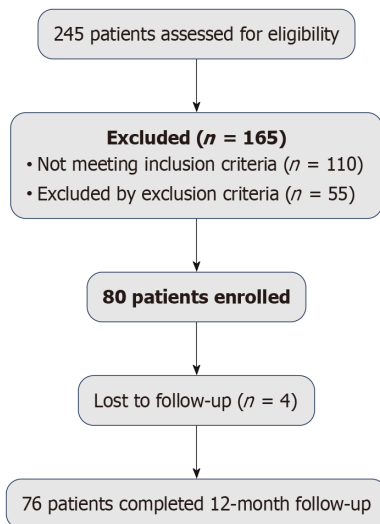 245 patients assessed for eligibility
Excluded (n = 165)
• Not meeting inclusion criteria (n = 110)
• Excluded by exclusion criteria (n = 55)
80 patients enrolled
Lost to follow-up (n = 4)
76 patients completed 12-month follow-up